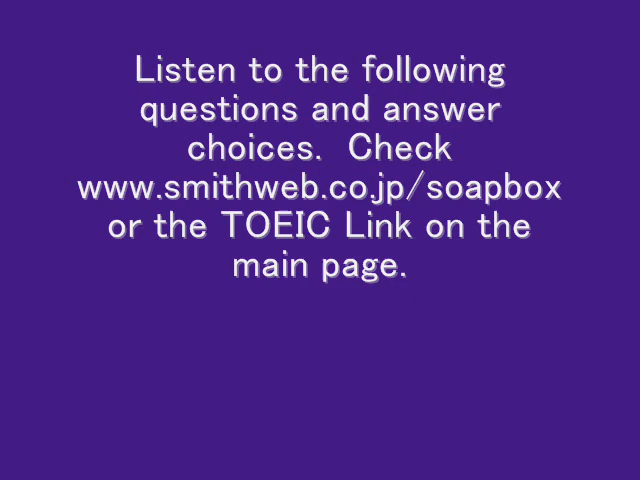 Listen to the following
questions and answer
choices.  Check
www.smithweb.co.jp/soapbox
or the TOEIC Link on the
main page.